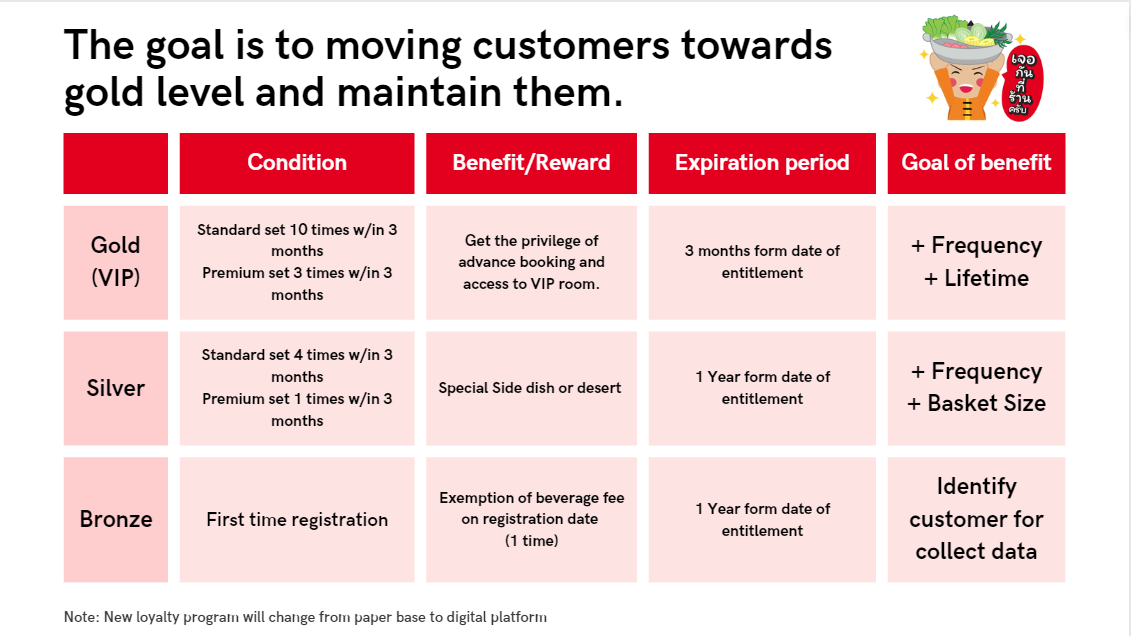 The goal is to moving customers towards
gold level and maintain them.
เจอ
กัน
ที่
ร้าน
ครับ
Condition
Benefit/Reward
Expiration period
Goal of benefit
Gold
(VIP)
Standard set 10 times w/in 3
months
Premium set 3 times w/in 3
months
Get the privilege of
advance booking and
access to VIP room.
3 months form date of
entitlement
+ Frequency
+ Lifetime
Silver
Standard set 4 times w/in 3
months
Premium set 1 times w/in 3
months
Special Side dish or desert
1 Year form date of
entitlement
+ Frequency
+ Basket Size
Bronze
First time registration
Exemption of beverage fee
on registration date
(1 time)
1 Year form date of
entitlement
Identify
customer for
collect data
Note: New loyalty program will change from paper base to digital platform